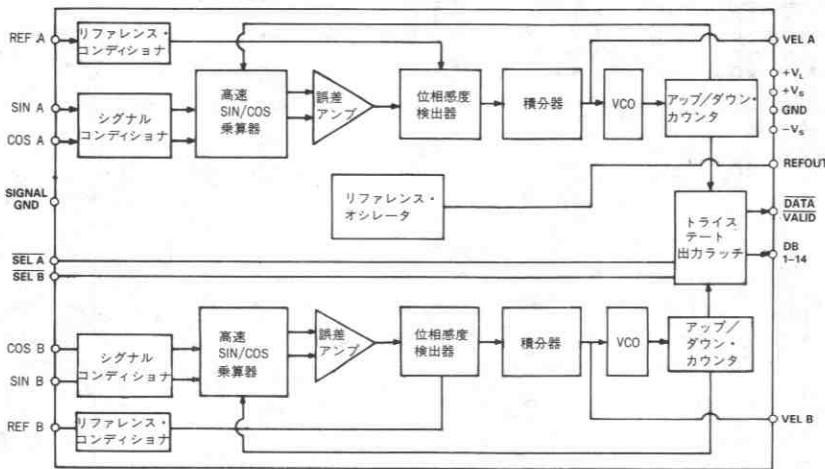 REF A
リファレンス・
コンディショナ
VEL A
+VL
+VS
GND
−VS
SIN A
COS A
シグナル
コンディショナ
高速
SIN/COS
乗算器
誤差
アンプ
位相感度
検出器
積分器
VCO
アップ/ダウン・
カウンタ
REFOUT
SIGNAL
GND
リファレンス・
オシレータ
トライス
テート
出力ラッチ
DATA
VALID
DB
1–14
SEL A
SEL B
COS B
SIN B
シグナル
コンディショナ
高速
SIN/COS
乗算器
誤差
アンプ
位相感度
検出器
積分器
VCO
アップ/
ダウン・
カウンタ
REF B
リファレンス・
コンディショナ
VEL B